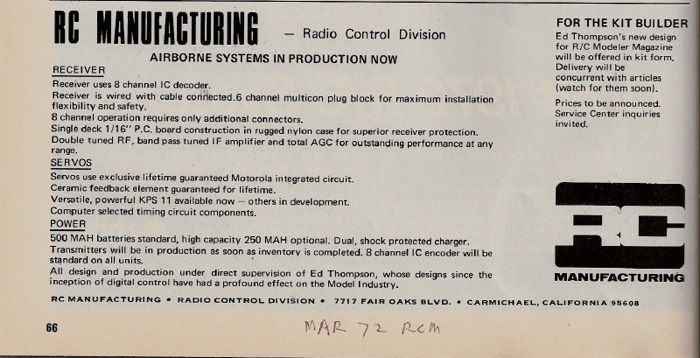 RC MANUFACTURING — Radio Control Division
AIRBORNE SYSTEMS IN PRODUCTION NOW
RECEIVER
Receiver uses 8 channel IC decoder.
Receiver is wired with cable connected.6 channel multicon plug block for maximum installation
flexibility and safety.
8 channel operation requires only additional connectors.
Single deck 1/16" P.C. board construction in rugged nylon case for superior receiver protection.
Double tuned RF, band pass tuned IF amplifier and total AGC for outstanding performance at any
range.
SERVOS
Servos use exclusive lifetime guaranteed Motorola integrated circuit.
Ceramic feedback element guaranteed for lifetime.
Versatile, powerful KPS 11 available now — others in development.
Computer selected timing circuit components.
POWER
500 MAH batteries standard, high capacity 250 MAH optional. Dual, shock protected charger.
Transmitters will be in production as soon as inventory is completed. 8 channel IC encoder will be
standard on all units.
All design and production under direct supervision of Ed Thompson, whose designs since the
inception of digital control have had a profound effect on the Model Industry.
FOR THE KIT BUILDER
Ed Thompson's new design
for R/C Modeler Magazine
will be offered in kit form.
Delivery will be
concurrent with articles
(watch for them soon).
Prices to be announced.
Service Center inquiries
invited.
RC
MANUFACTURING
RC MANUFACTURING • RADIO CONTROL DIVISION • 7717 FAIR OAKS BLVD. • CARMICHAEL, CALIFORNIA 95608
66
MAR 72 RCM